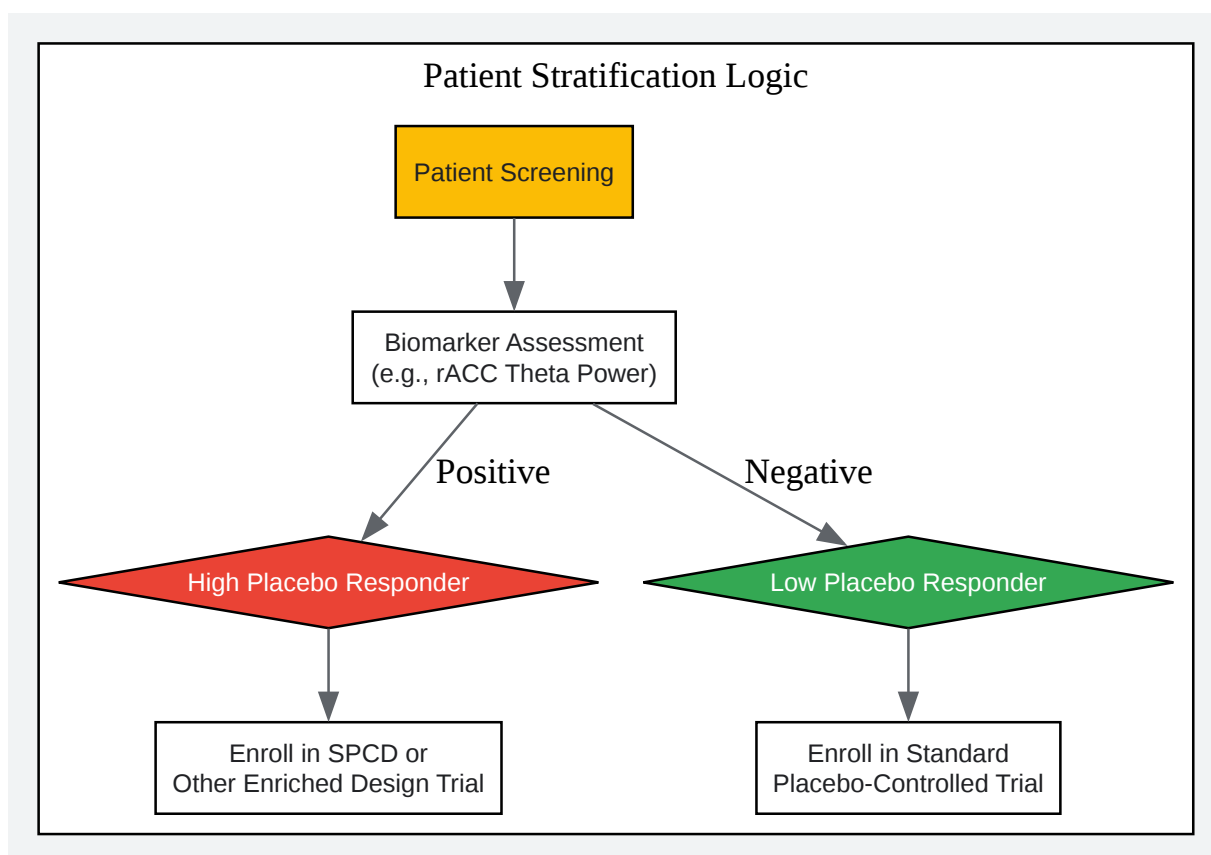 Patient Stratification Logic
Patient Screening
Biomarker Assessment
(e.g., rACC Theta Power)
Positive
Negative
High Placebo Responder
Low Placebo Responder
Enroll in SPCD or
Other Enriched Design Trial
Enroll in Standard
Placebo-Controlled Trial